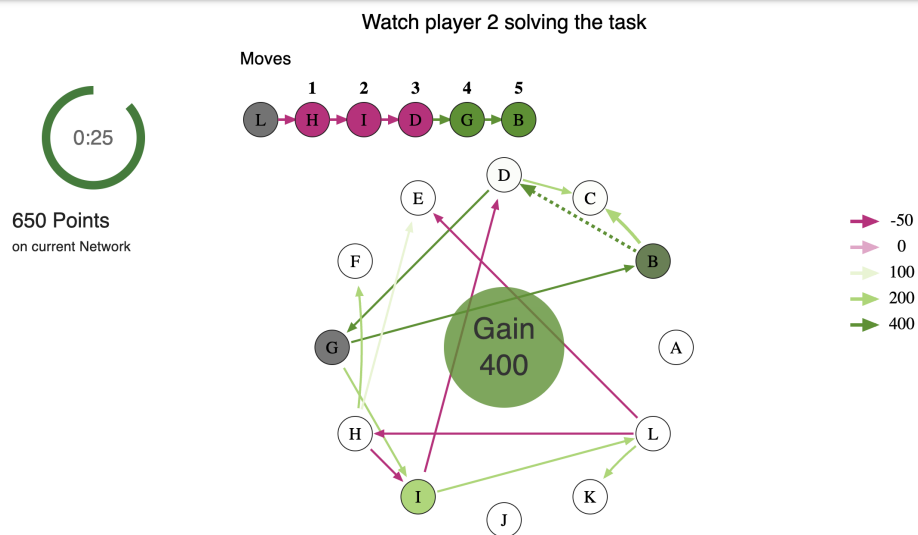 Watch player 2 solving the task
Moves
1 2 3 4 5
L H I D G B
0:25
650 Points
on current Network
D
E
C
F
B
Gain
400
G
A
H
L
I
K
J
-50
0
100
200
400